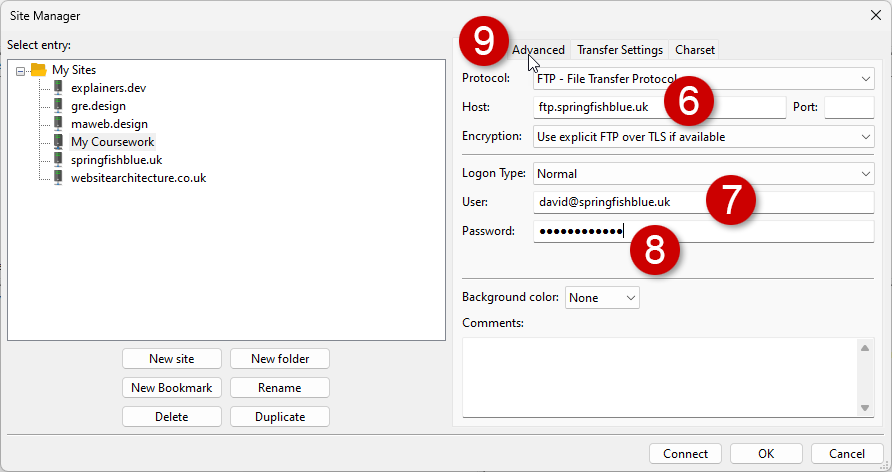 Site Manager
Select entry:
My Sites
explainers.dev
gre.design
maweb.design
My Coursework
springfishblue.uk
websitearchitecture.co.uk
New site New folder
New Bookmark Rename
Delete Duplicate
9 Advanced Transfer Settings Charset
Protocol: FTP - File Transfer Protocol
Host: ftp.springfishblue.uk 6 Port:
Encryption: Use explicit FTP over TLS if available
Logon Type: Normal
User: david@springfishblue.uk 7
Password: ●●●●●●●●●●●● 8
Background color: None
Comments:
Connect OK Cancel